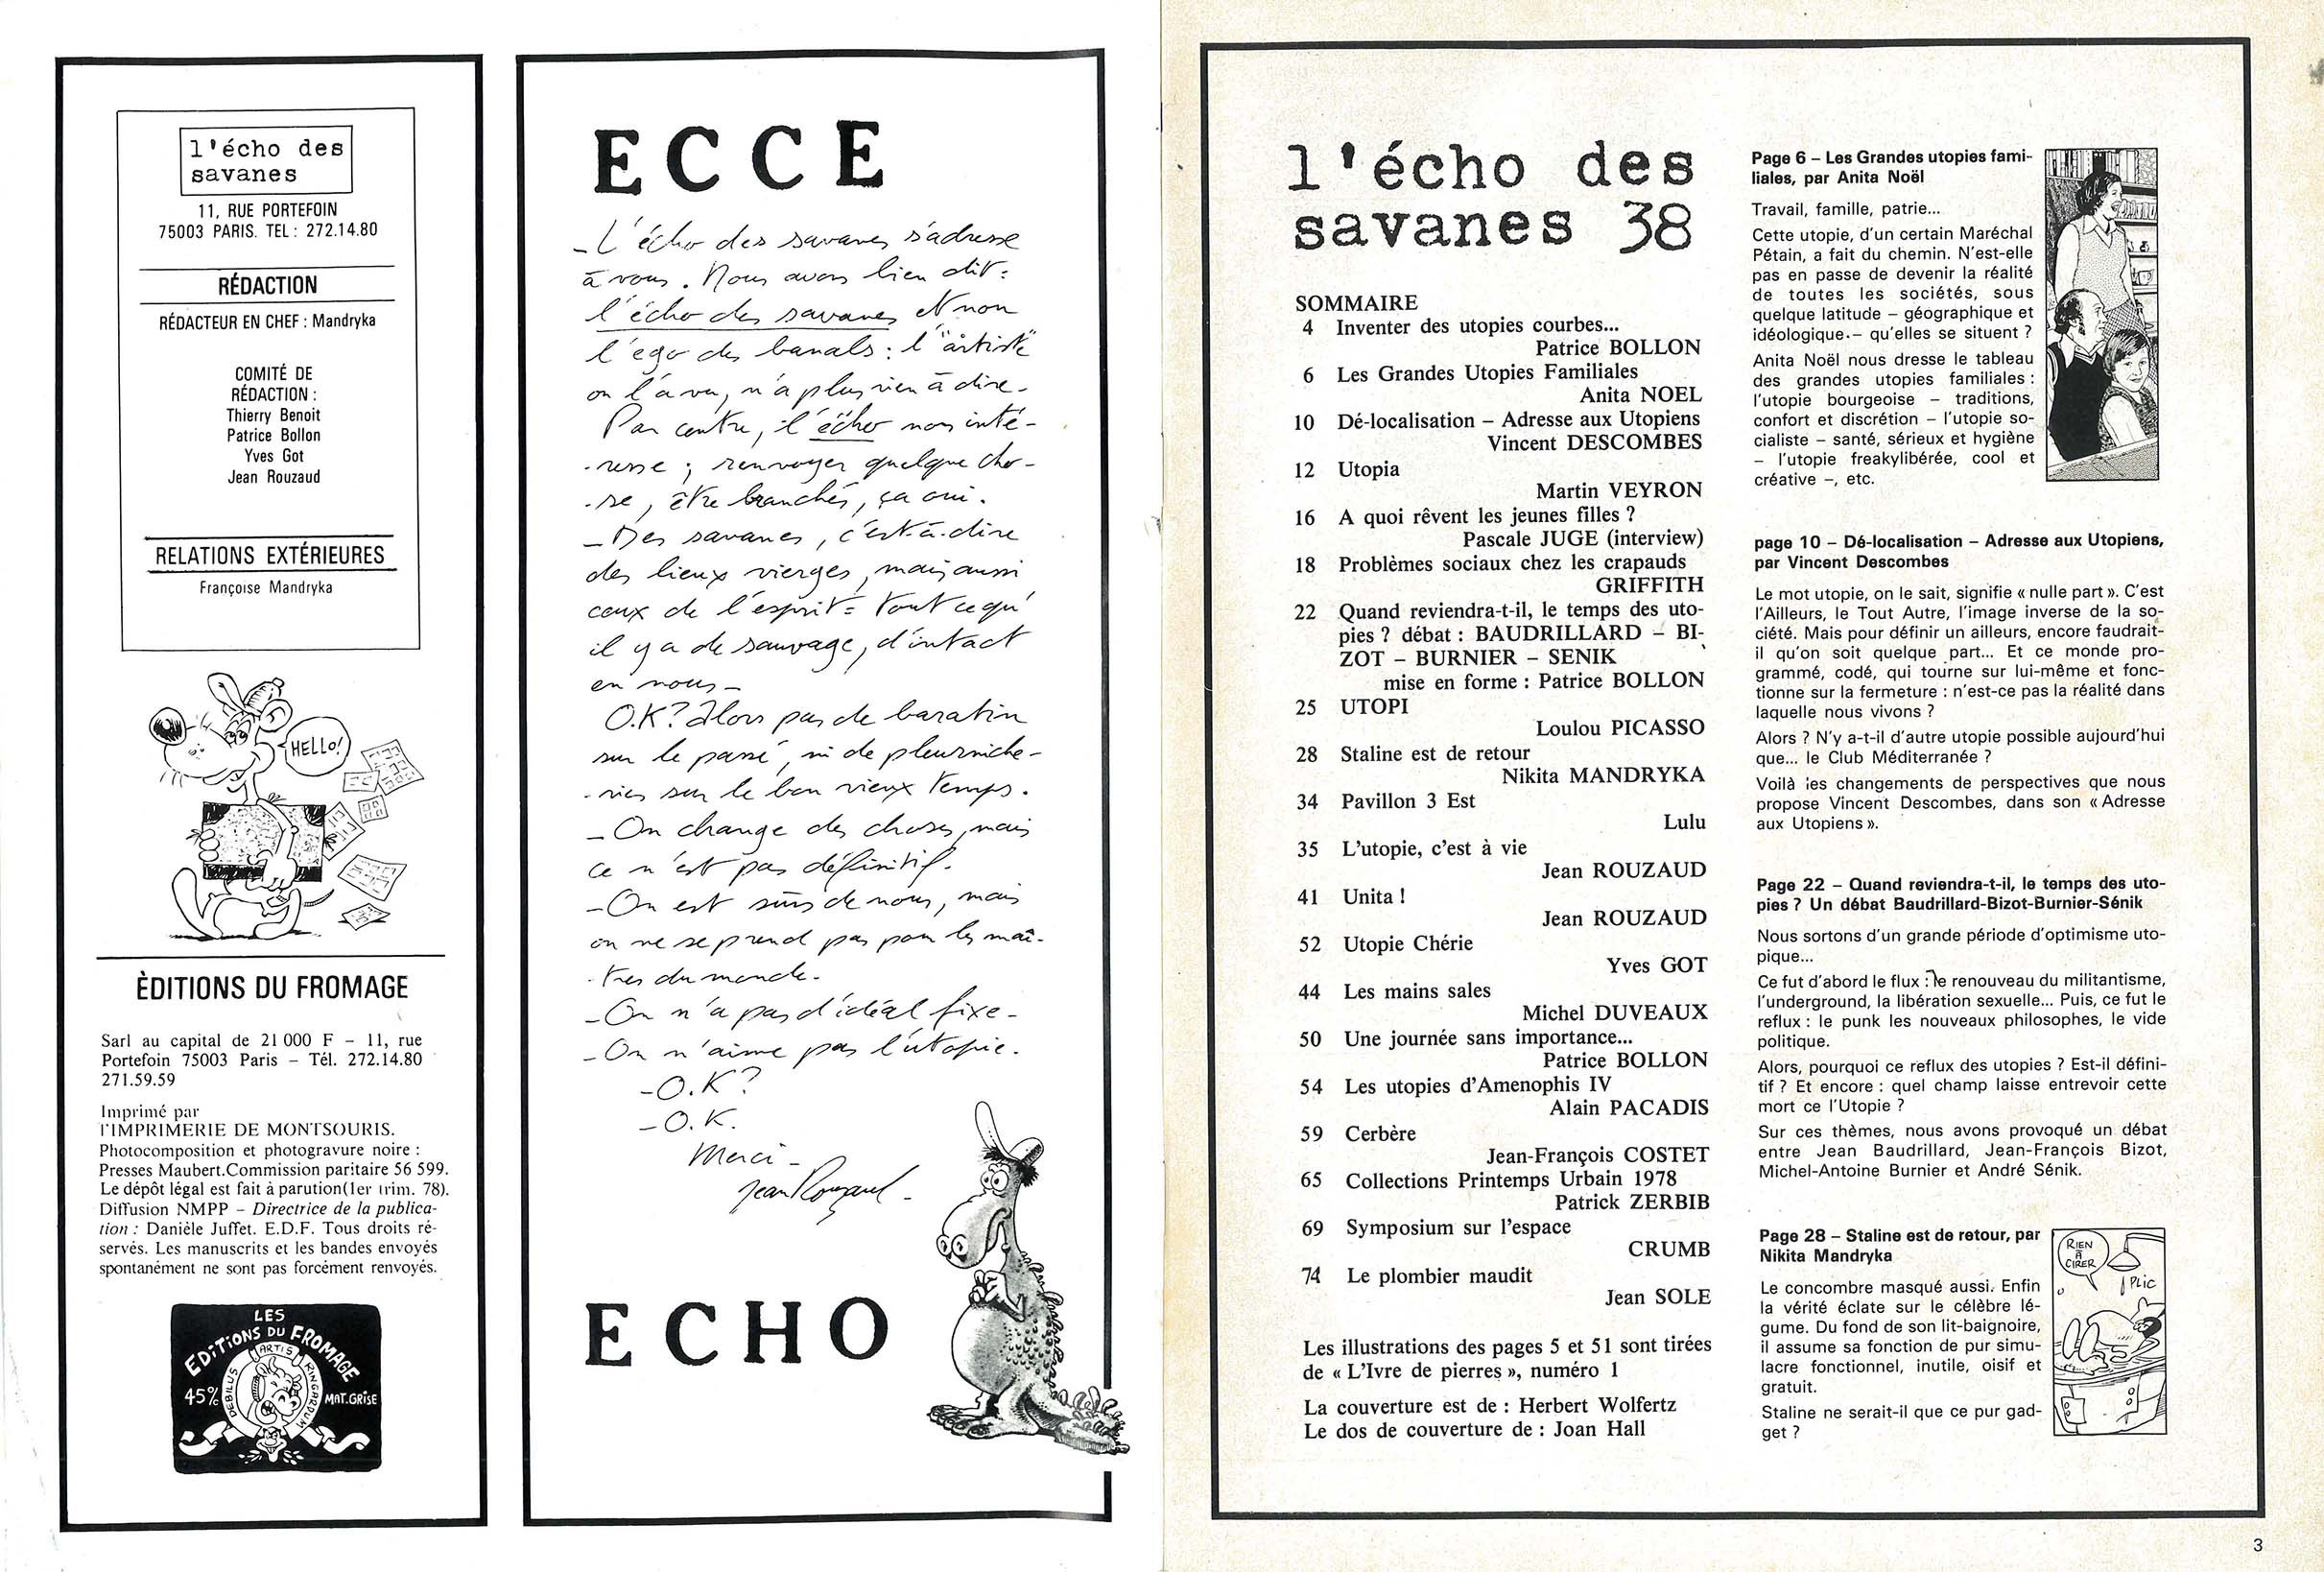 l'écho des
savanes
11, RUE PORTEFOIN
75003 PARIS. TEL : 272.14.80
RÉDACTION
RÉDACTEUR EN CHEF : Mandryka
COMITÉ DE
RÉDACTION :
Thierry Benoit
Patrice Bollon
Yves Got
Jean Rouzaud
RELATIONS EXTÉRIEURES
Françoise Mandryka
HELLO!
ÈDITIONS DU FROMAGE
Sarl au capital de 21 000 F – 11, rue
Portefoin 75003 Paris – Tél. 272.14.80
271.59.59
Imprimé par
l'IMPRIMERIE DE MONTSOURIS.
Photocomposition et photogravure noire :
Presses Maubert.Commission paritaire 56 599.
Le dépôt légal est fait à parution(1er trim. 78).
Diffusion NMPP – Directrice de la publica-
tion : Danièle Juffet. E.D.F. Tous droits ré-
servés. Les manuscrits et les bandes envoyés
spontanément ne sont pas forcément renvoyés.
LES
EDITIONS DU FROMAGE
ARTIS
DEBILUS
RINGARDUM
45%
MAT.GRISE
ECCE
– L'écho des savanes s'adresse
à vous. Nous avons bien dit :
l'écho des savanes et non
l'ego des banals : l'"artiste"
on l'a vu, n'a plus rien à dire –
Par contre, l'écho nous inté-
-resse ; renvoyer quelque cho-
-se, être branchés, ça oui.
– Des savanes, c'est-à-dire
des lieux vierges, mais aussi
ceux de l'esprit : tout ce qu'
il y a de sauvage, d'intact
en nous –
O.K? Alors pas de baratin
sur le passé, ni de pleurniche-
-ries sur le bon vieux temps.
– On change des choses, mais
ce n'est pas définitif.
– On est sûrs de nous, mais
on ne se prend pas pour les maî-
-tres du monde –
– On n'a pas d'idéal fixe –
– On n'aime pas l'utopie.
– O.K?
– O.K.
Merci –
Jean Rouzaud –
ECHO
l'écho des
savanes 38
SOMMAIRE
4 Inventer des utopies courbes...
Patrice BOLLON
6 Les Grandes Utopies Familiales
Anita NOEL
10 Dé-localisation – Adresse aux Utopiens
Vincent DESCOMBES
12 Utopia
Martin VEYRON
16 A quoi rêvent les jeunes filles ?
Pascale JUGE (interview)
18 Problèmes sociaux chez les crapauds
GRIFFITH
22 Quand reviendra-t-il, le temps des uto-
pies ? débat : BAUDRILLARD – BI-
ZOT – BURNIER – SENIK
mise en forme : Patrice BOLLON
25 UTOPI
Loulou PICASSO
28 Staline est de retour
Nikita MANDRYKA
34 Pavillon 3 Est
Lulu
35 L'utopie, c'est à vie
Jean ROUZAUD
41 Unita !
Jean ROUZAUD
52 Utopie Chérie
Yves GOT
44 Les mains sales
Michel DUVEAUX
50 Une journée sans importance...
Patrice BOLLON
54 Les utopies d'Amenophis IV
Alain PACADIS
59 Cerbère
Jean-François COSTET
65 Collections Printemps Urbain 1978
Patrick ZERBIB
69 Symposium sur l'espace
CRUMB
74 Le plombier maudit
Jean SOLE
Les illustrations des pages 5 et 51 sont tirées
de « L'Ivre de pierres », numéro 1
La couverture est de : Herbert Wolfertz
Le dos de couverture de : Joan Hall
Page 6 – Les Grandes utopies fami-
liales, par Anita Noël
Travail, famille, patrie...
Cette utopie, d'un certain Maréchal
Pétain, a fait du chemin. N'est-elle
pas en passe de devenir la réalité
de toutes les sociétés, sous
quelque latitude – géographique et
idéologique.– qu'elles se situent ?
Anita Noël nous dresse le tableau
des grandes utopies familiales :
l'utopie bourgeoise – traditions,
confort et discrétion – l'utopie so-
cialiste – santé, sérieux et hygiène
– l'utopie freakylibérée, cool et
créative –, etc.
page 10 – Dé-localisation – Adresse aux Utopiens,
par Vincent Descombes
Le mot utopie, on le sait, signifie « nulle part ». C'est
l'Ailleurs, le Tout Autre, l'image inverse de la so-
ciété. Mais pour définir un ailleurs, encore faudrait-
il qu'on soit quelque part... Et ce monde pro-
grammé, codé, qui tourne sur lui-même et fonc-
tionne sur la fermeture : n'est-ce pas la réalité dans
laquelle nous vivons ?
Alors ? N'y a-t-il d'autre utopie possible aujourd'hui
que... le Club Méditerranée ?
Voilà les changements de perspectives que nous
propose Vincent Descombes, dans son « Adresse
aux Utopiens ».
Page 22 – Quand reviendra-t-il, le temps des uto-
pies ? Un débat Baudrillard-Bizot-Burnier-Sénik
Nous sortons d'un grande période d'optimisme uto-
pique...
Ce fut d'abord le flux : le renouveau du militantisme,
l'underground, la libération sexuelle... Puis, ce fut le
reflux : le punk les nouveaux philosophes, le vide
politique.
Alors, pourquoi ce reflux des utopies ? Est-il défini-
tif ? Et encore : quel champ laisse entrevoir cette
mort ce l'Utopie ?
Sur ces thèmes, nous avons provoqué un débat
entre Jean Baudrillard, Jean-François Bizot,
Michel-Antoine Burnier et André Sénik.
Page 28 – Staline est de retour, par
Nikita Mandryka
Le concombre masqué aussi. Enfin
la vérité éclate sur le célèbre lé-
gume. Du fond de son lit-baignoire,
il assume sa fonction de pur simu-
lacre fonctionnel, inutile, oisif et
gratuit.
Staline ne serait-il que ce pur gad-
get ?
RIEN
À
CIRER
PLIC
3